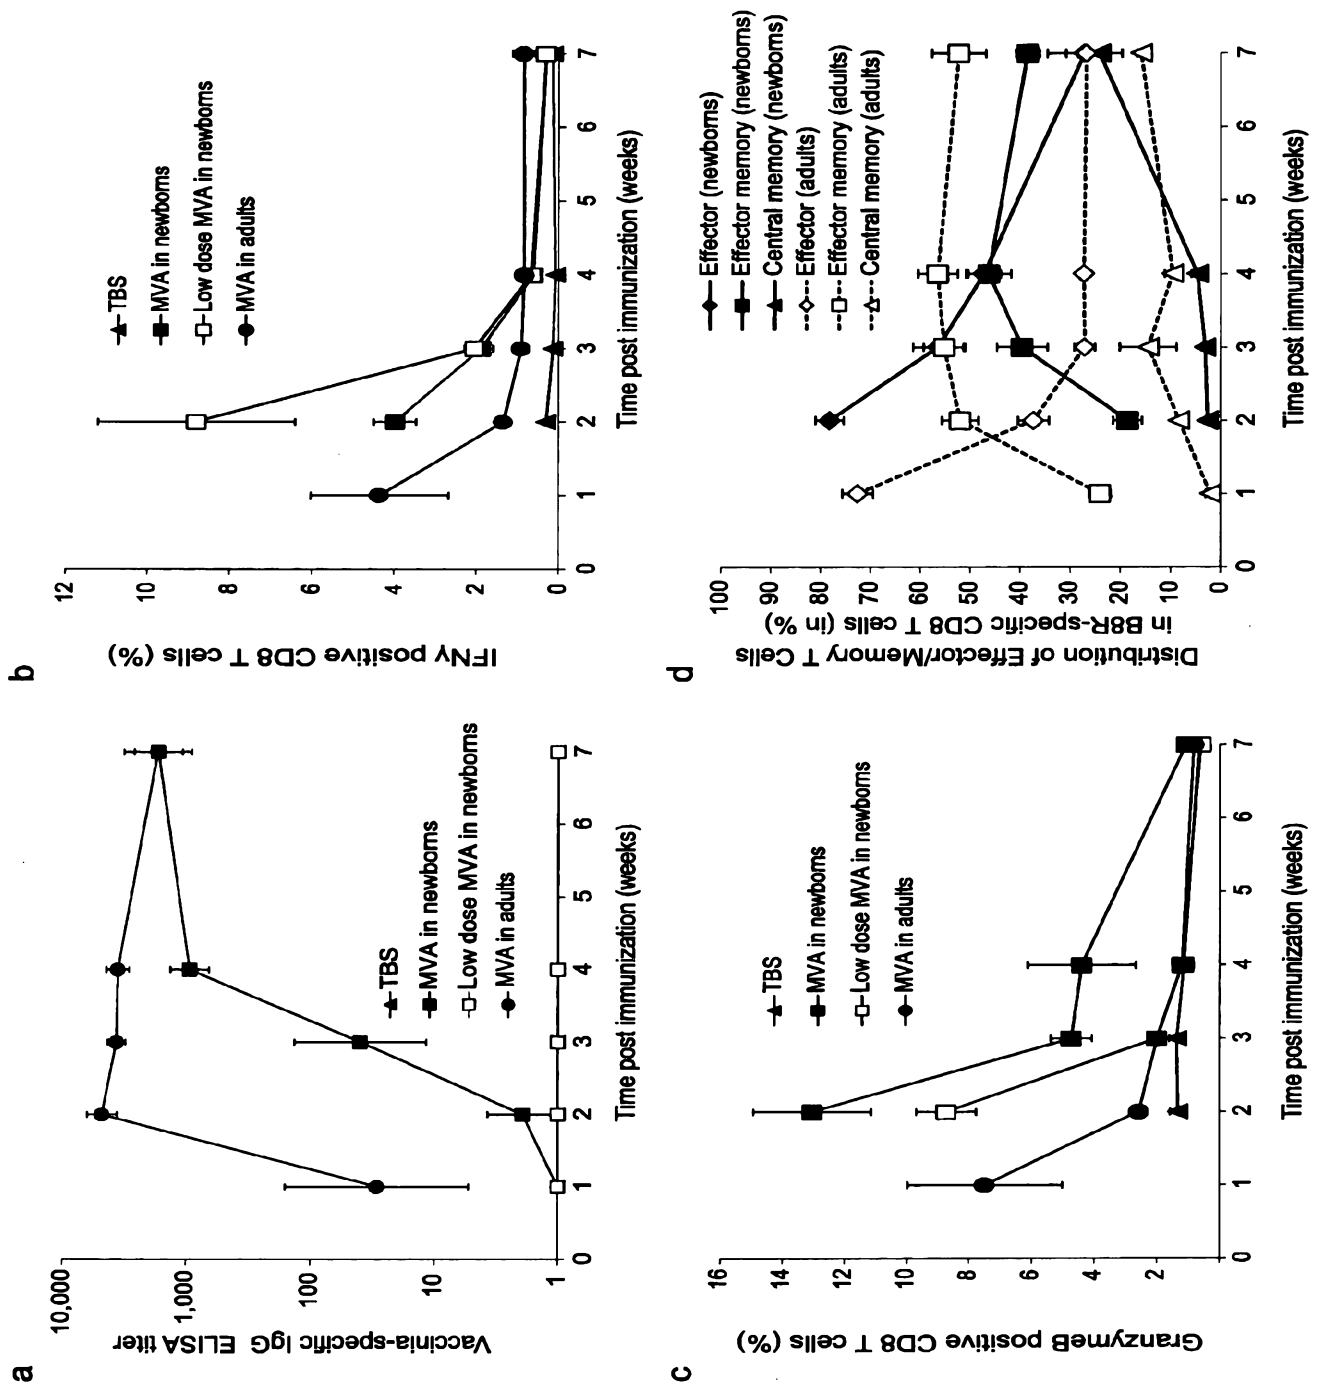 a
Vaccinia-specific IgG ELISA titer
10,000
1,000
100
10
1
0 1 2 3 4 5 6 7
Time post immunization (weeks)
TBS
MVA in newborns
Low dose MVA in newborns
MVA in adults
b
IFNγ positive CD8 T cells (%)
12
10
8
6
4
2
0
0 1 2 3 4 5 6 7
Time post immunization (weeks)
TBS
MVA in newborns
Low dose MVA in newborns
MVA in adults
c
GranzymeB positive CD8 T cells (%)
16
14
12
10
8
6
4
2
0 1 2 3 4 5 6 7
Time post immunization (weeks)
TBS
MVA in newborns
Low dose MVA in newborns
MVA in adults
d
Distribution of Effector/Memory T Cells
in B8R-specific CD8 T cells (in %)
100
90
80
70
60
50
40
30
20
10
0
0 1 2 3 4 5 6 7
Time post immunization (weeks)
Effector (newborns)
Effector memory (newborns)
Central memory (newborns)
Effector (adults)
Effector memory (adults)
Central memory (adults)